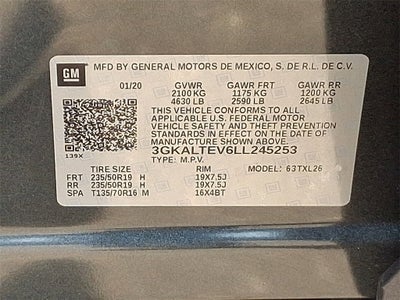 GM
MFD BY GENERAL MOTORS DE MEXICO, S. DE R.L. DE C.V.
01/20 GVWR GAWR FRT GAWR RR
2100 KG 1175 KG 1200 KG
4630 LB 2590 LB 2645 LB
THIS VEHICLE CONFORMS TO ALL
APPLICABLE U.S. FEDERAL MOTOR
VEHICLE SAFETY AND THEFT PREVENTION
STANDARDS IN EFFECT ON THE DATE
OF MANUFACTURE SHOWN ABOVE.
139X
3GKALTEV6LL245253
TYPE: M.P.V. MODEL: 63TXL26
TIRE SIZE RIM
FRT 235/50R19 H 19X7.5J
RR 235/50R19 H 19X7.5J
SPA T135/70R16 M 16X4BT